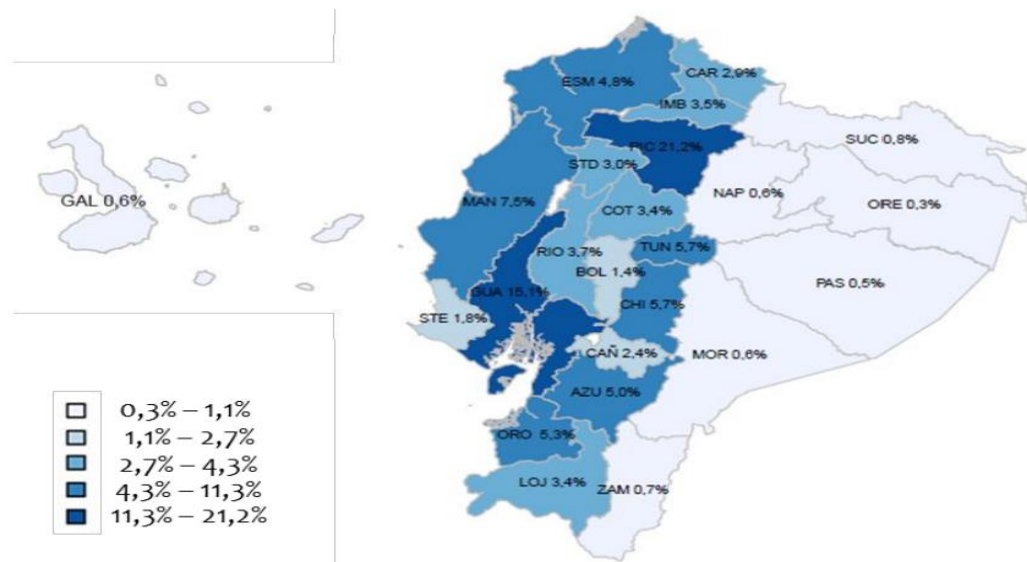 CAR 2,9%
ESM 4,8%
IMB 3,5%
SUC 0,8%
PIC 21,2%
STD 3,0%
NAP 0,6%
GAL 0,6%
MAN 7,5%
COT 3,4%
ORE 0,3%
TUN 5,7%
RIO 3,7%
BOL 1,4%
PAS 0,5%
GUA 15,1%
CHI 5,7%
STE 1,8%
CAÑ 2,4%
MOR 0,6%
AZU 5,0%
ORO 5,3%
LOJ 3,4%
ZAM 0,7%
0,3% – 1,1%
1,1% – 2,7%
2,7% – 4,3%
4,3% – 11,3%
11,3% – 21,2%